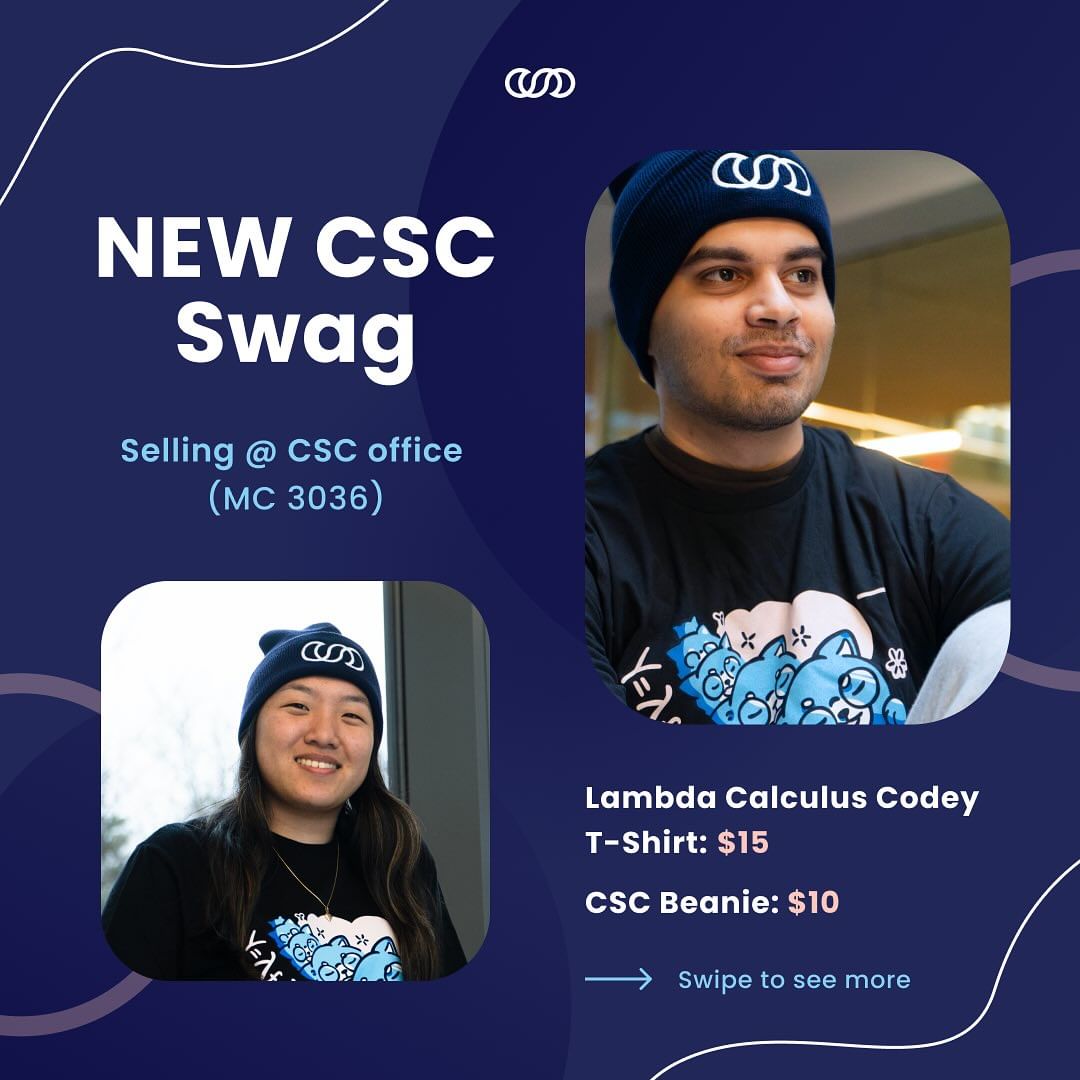 NEW CSC
Swag
Selling @ CSC office
(MC 3036)
Lambda Calculus Codey
T-Shirt: $15
CSC Beanie: $10
Swipe to see more